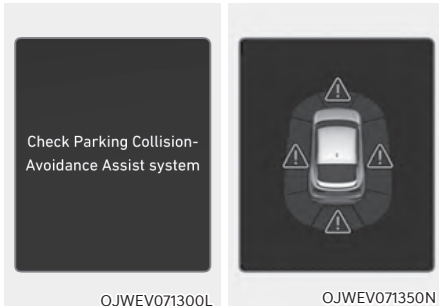 Check Parking Collision-
Avoidance Assist system
OJWEV071300L
OJWEV071350N